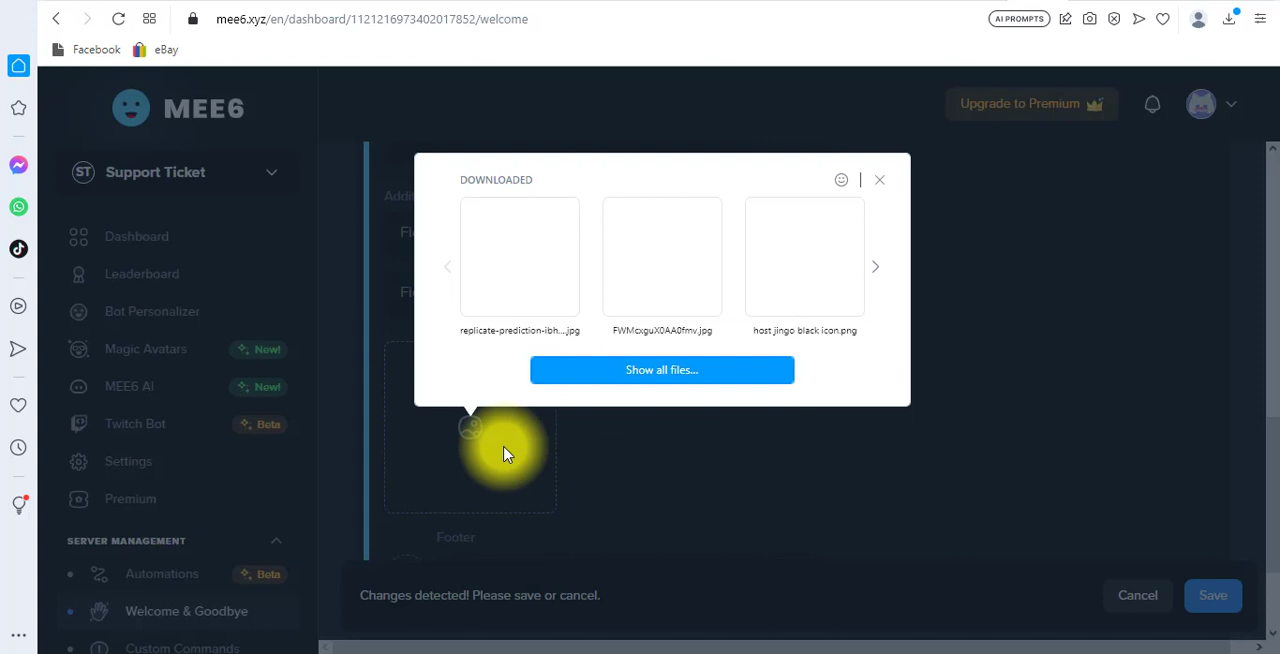 mee6.xyz/en/dashboard/1121216973402017852/welcome
AI PROMPTS
Facebook
eBay
MEE6
Upgrade to Premium
ST Support Ticket
DOWNLOADED
Addi
Dashboard
Fl
Leaderboard
Fl
Bot Personalizer
replicate-prediction-ibh....jpg
FWMcxguX0AA0fmv.jpg
host jingo black icon.png
Magic Avatars
New!
Show all files...
MEE6 AI
New!
Twitch Bot
Beta
Settings
Premium
SERVER MANAGEMENT
Footer
Automations
Beta
Changes detected! Please save or cancel.
Cancel
Save
Welcome & Goodbye
Custom Commands